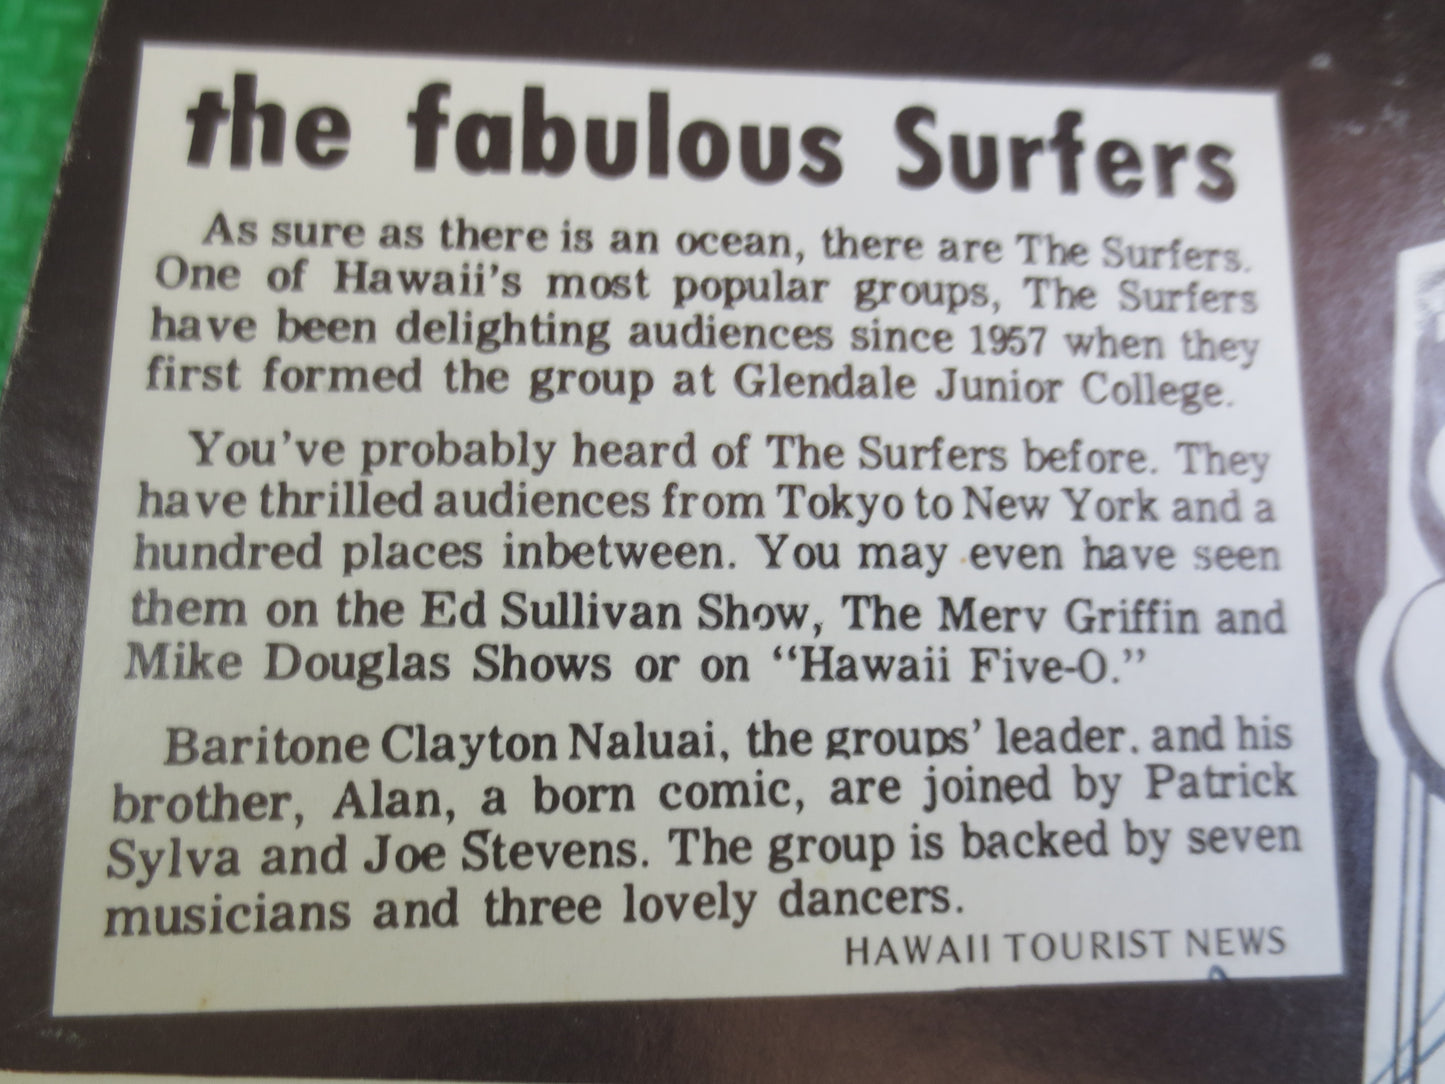 the fabulous Surfers
As sure as there is an ocean, there are The Surfers.
One of Hawaii's most popular groups, The Surfers
have been delighting audiences since 1957 when they
first formed the group at Glendale Junior College.
You've probably heard of The Surfers before. They
have thrilled audiences from Tokyo to New York and a
hundred places inbetween. You may even have seen
them on the Ed Sullivan Show, The Merv Griffin and
Mike Douglas Shows or on “Hawaii Five-O.”
Baritone Clayton Naluai, the groups' leader, and his
brother, Alan, a born comic, are joined by Patrick
Sylva and Joe Stevens. The group is backed by seven
musicians and three lovely dancers.
HAWAII TOURIST NEWS